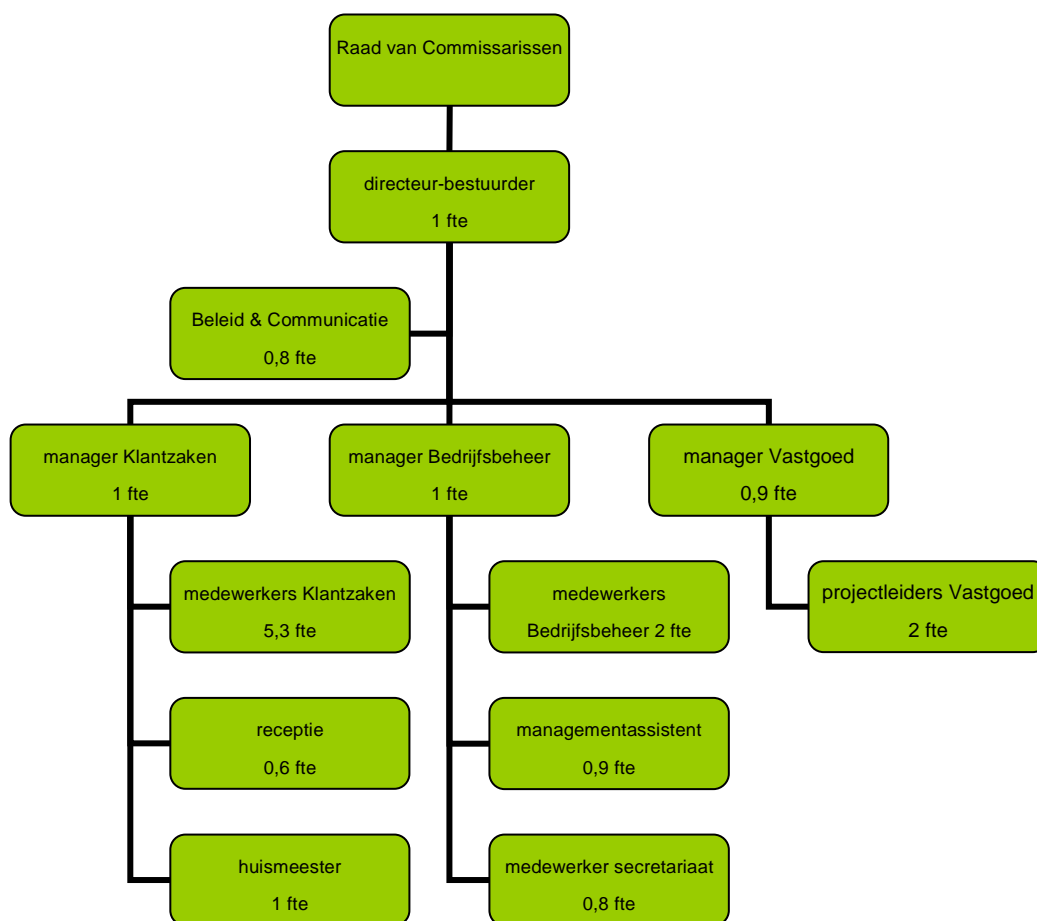 Raad van Commissarissen
directeur-bestuurder
1 fte
Beleid & Communicatie
0,8 fte
manager Klantzaken
1 fte
manager Bedrijfsbeheer
1 fte
manager Vastgoed
0,9 fte
medewerkers Klantzaken
5,3 fte
medewerkers
Bedrijfsbeheer 2 fte
projectleiders Vastgoed
2 fte
receptie
0,6 fte
managementassistent
0,9 fte
huismeester
1 fte
medewerker secretariaat
0,8 fte